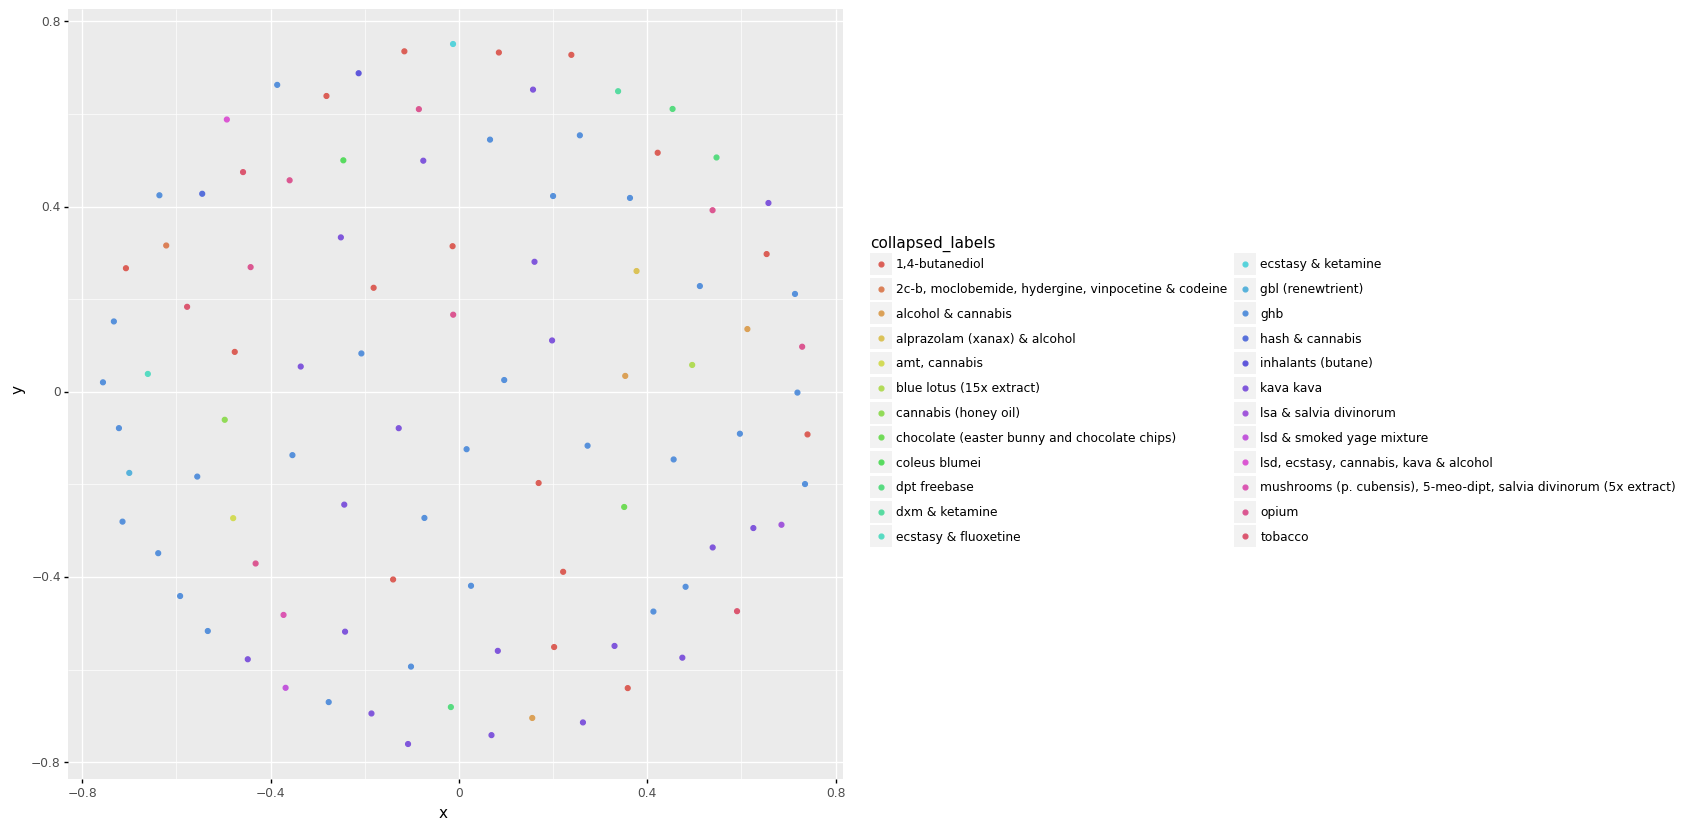 0.8
0.4
0
−0.4
−0.8
y
−0.8
−0.4
0
0.4
0.8
x
collapsed_labels
1,4-butanediol
2c-b, moclobemide, hydergine, vinpocetine & codeine
alcohol & cannabis
alprazolam (xanax) & alcohol
amt, cannabis
blue lotus (15x extract)
cannabis (honey oil)
chocolate (easter bunny and chocolate chips)
coleus blumei
dpt freebase
dxm & ketamine
ecstasy & fluoxetine
ecstasy & ketamine
gbl (renewtrient)
ghb
hash & cannabis
inhalants (butane)
kava kava
lsa & salvia divinorum
lsd & smoked yage mixture
lsd, ecstasy, cannabis, kava & alcohol
mushrooms (p. cubensis), 5-meo-dipt, salvia divinorum (5x extract)
opium
tobacco